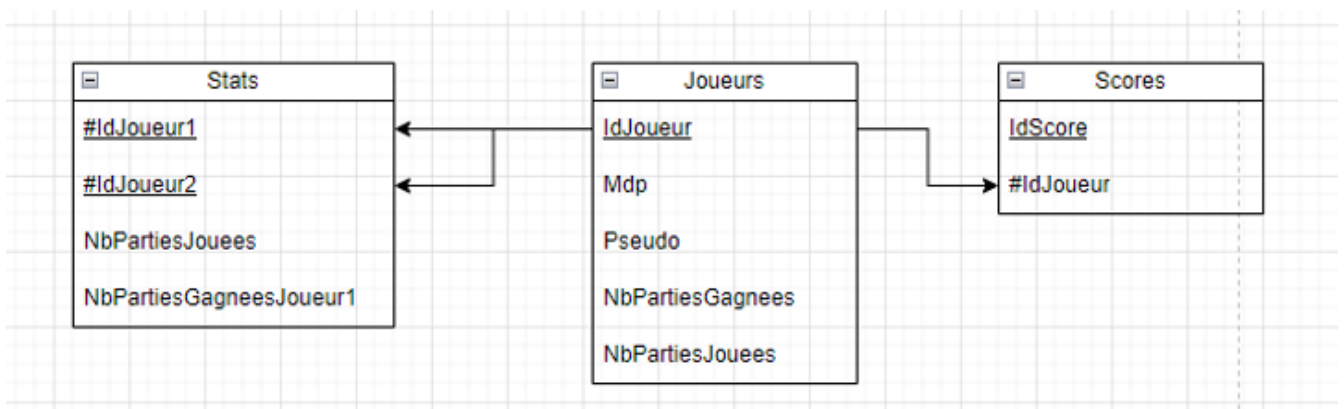 Stats
#IdJoueur1
#IdJoueur2
NbPartiesJouees
NbPartiesGagneesJoueur1
Joueurs
IdJoueur
Mdp
Pseudo
NbPartiesGagnees
NbPartiesJouees
Scores
IdScore
#IdJoueur